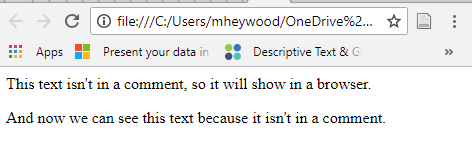 file:///C:/Users/mheywood/OneDrive%2...
Apps Present your data in Descriptive Text & G
This text isn't in a comment, so it will show in a browser.
And now we can see this text because it isn't in a comment.